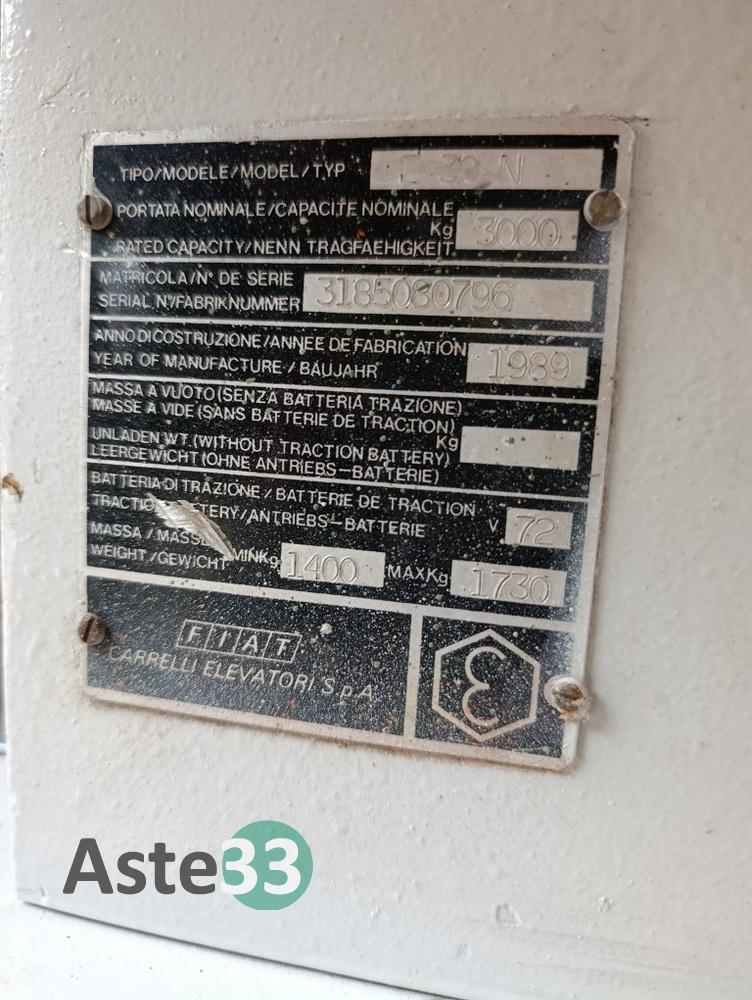 TIPO/MODELE/MODEL/TYP E 30 N
PORTATA NOMINALE/CAPACITE NOMINALE
Kg 3000
RATED CAPACITY/NENN TRAGFAEHIGKEIT
MATRICOLA/N° DE SERIE
SERIAL N°/FABRIKNUMMER 3185080796
ANNO DI COSTRUZIONE/ANNEE DE FABRICATION
YEAR OF MANUFACTURE/BAUJAHR 1989
MASSA A VUOTO (SENZA BATTERIA TRAZIONE)
MASSE A VIDE (SANS BATTERIE DE TRACTION)
Kg
UNLADEN WT. (WITHOUT TRACTION BATTERY)
LEERGEWICHT (OHNE ANTRIEBS-BATTERIE)
BATTERIA DI TRAZIONE/BATTERIE DE TRACTION
/ANTRIEBS-BATTERIE V 72
MASSA/MASSE
WEIGHT/GEWICHT MIN Kg 1400 MAX Kg 1730
FIAT
CARRELLI ELEVATORI S.p.A.
Aste33